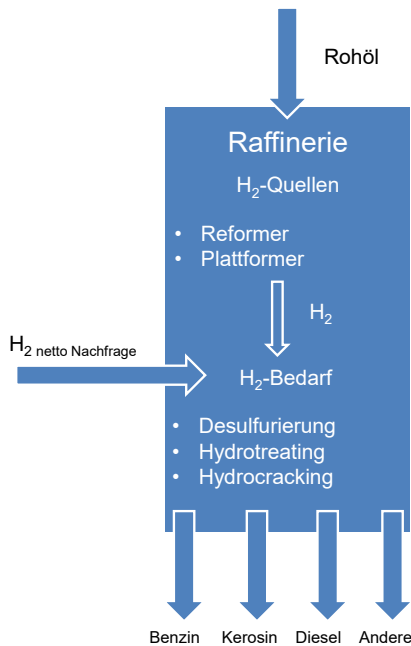 Rohöl
Raffinerie
H₂-Quellen
• Reformer
• Plattformer
H₂
H₂ netto Nachfrage
H₂-Bedarf
• Desulfurierung
• Hydrotreating
• Hydrocracking
Benzin Kerosin Diesel Andere